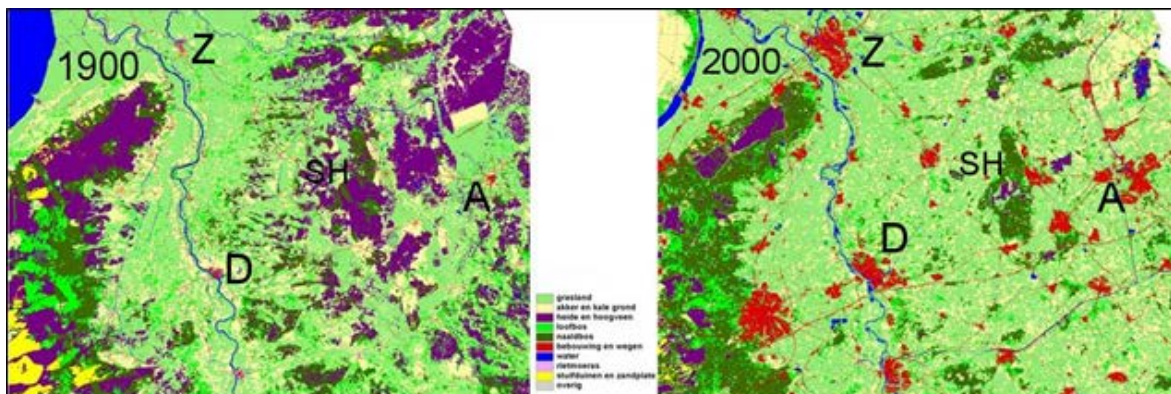 1900
Z
SH
A
D
grasland
akker en kale grond
heide en hoogveen
loofbos
naaldbos
bebouwing en wegen
water
rietmoeras
stuifduinen en zandplate
overig
2000
Z
SH
A
D